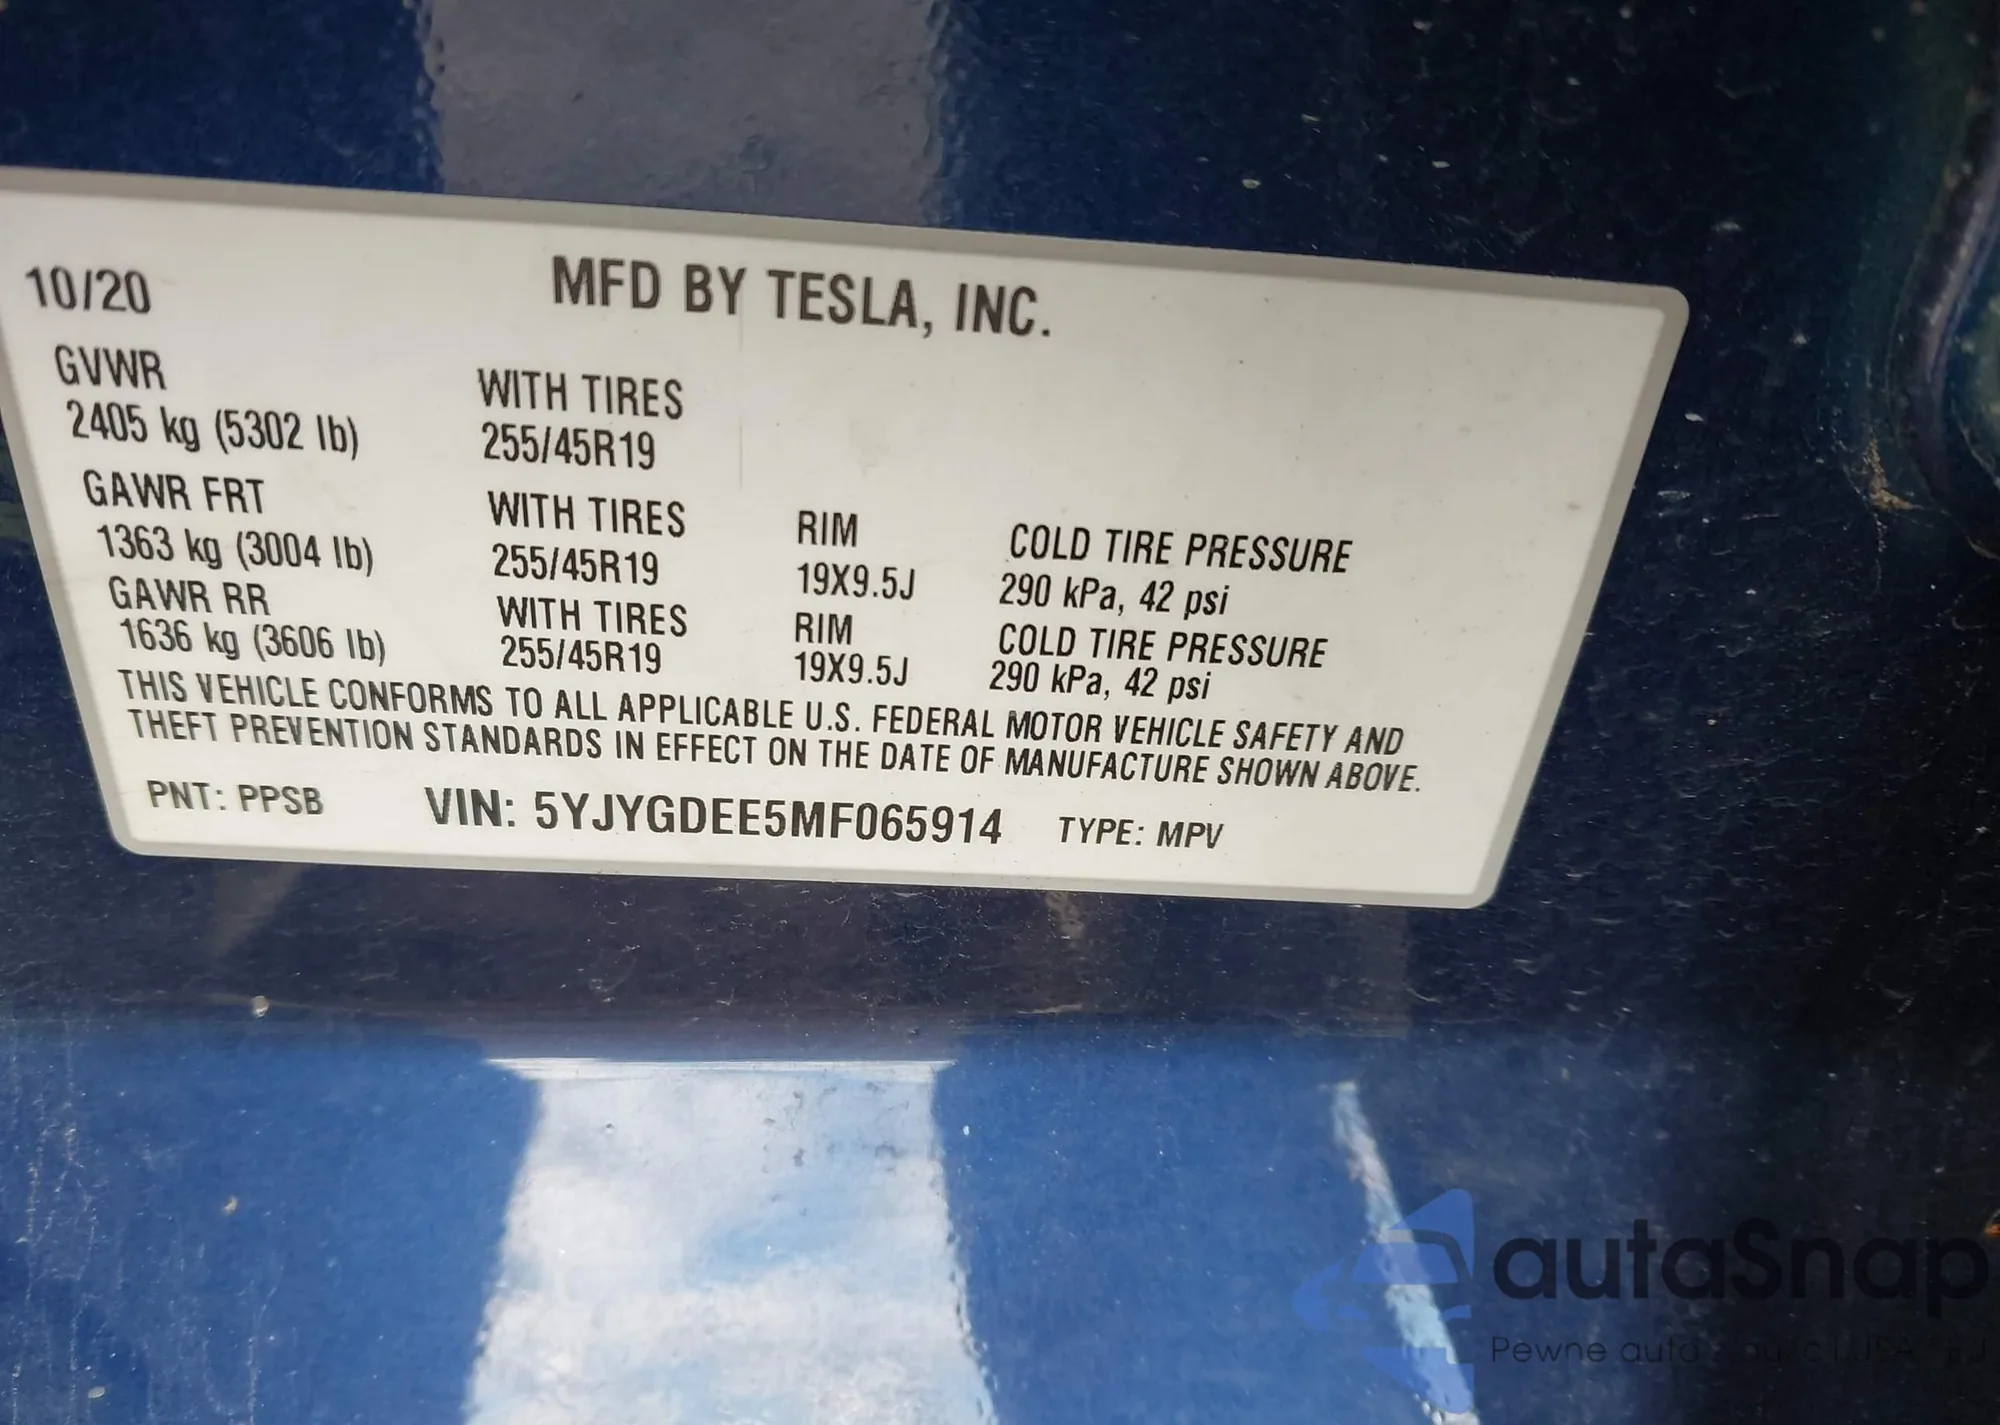 10/20 MFD BY TESLA, INC.
GVWR WITH TIRES
2405 kg (5302 lb) 255/45R19
GAWR FRT WITH TIRES RIM COLD TIRE PRESSURE
1363 kg (3004 lb) 255/45R19 19X9.5J 290 kPa, 42 psi
GAWR RR WITH TIRES RIM COLD TIRE PRESSURE
1636 kg (3606 lb) 255/45R19 19X9.5J 290 kPa, 42 psi
THIS VEHICLE CONFORMS TO ALL APPLICABLE U.S. FEDERAL MOTOR VEHICLE SAFETY AND
THEFT PREVENTION STANDARDS IN EFFECT ON THE DATE OF MANUFACTURE SHOWN ABOVE.
PNT: PPSB VIN: 5YJYGDEE5MF065914 TYPE: MPV
autaSnap
Pewne auta